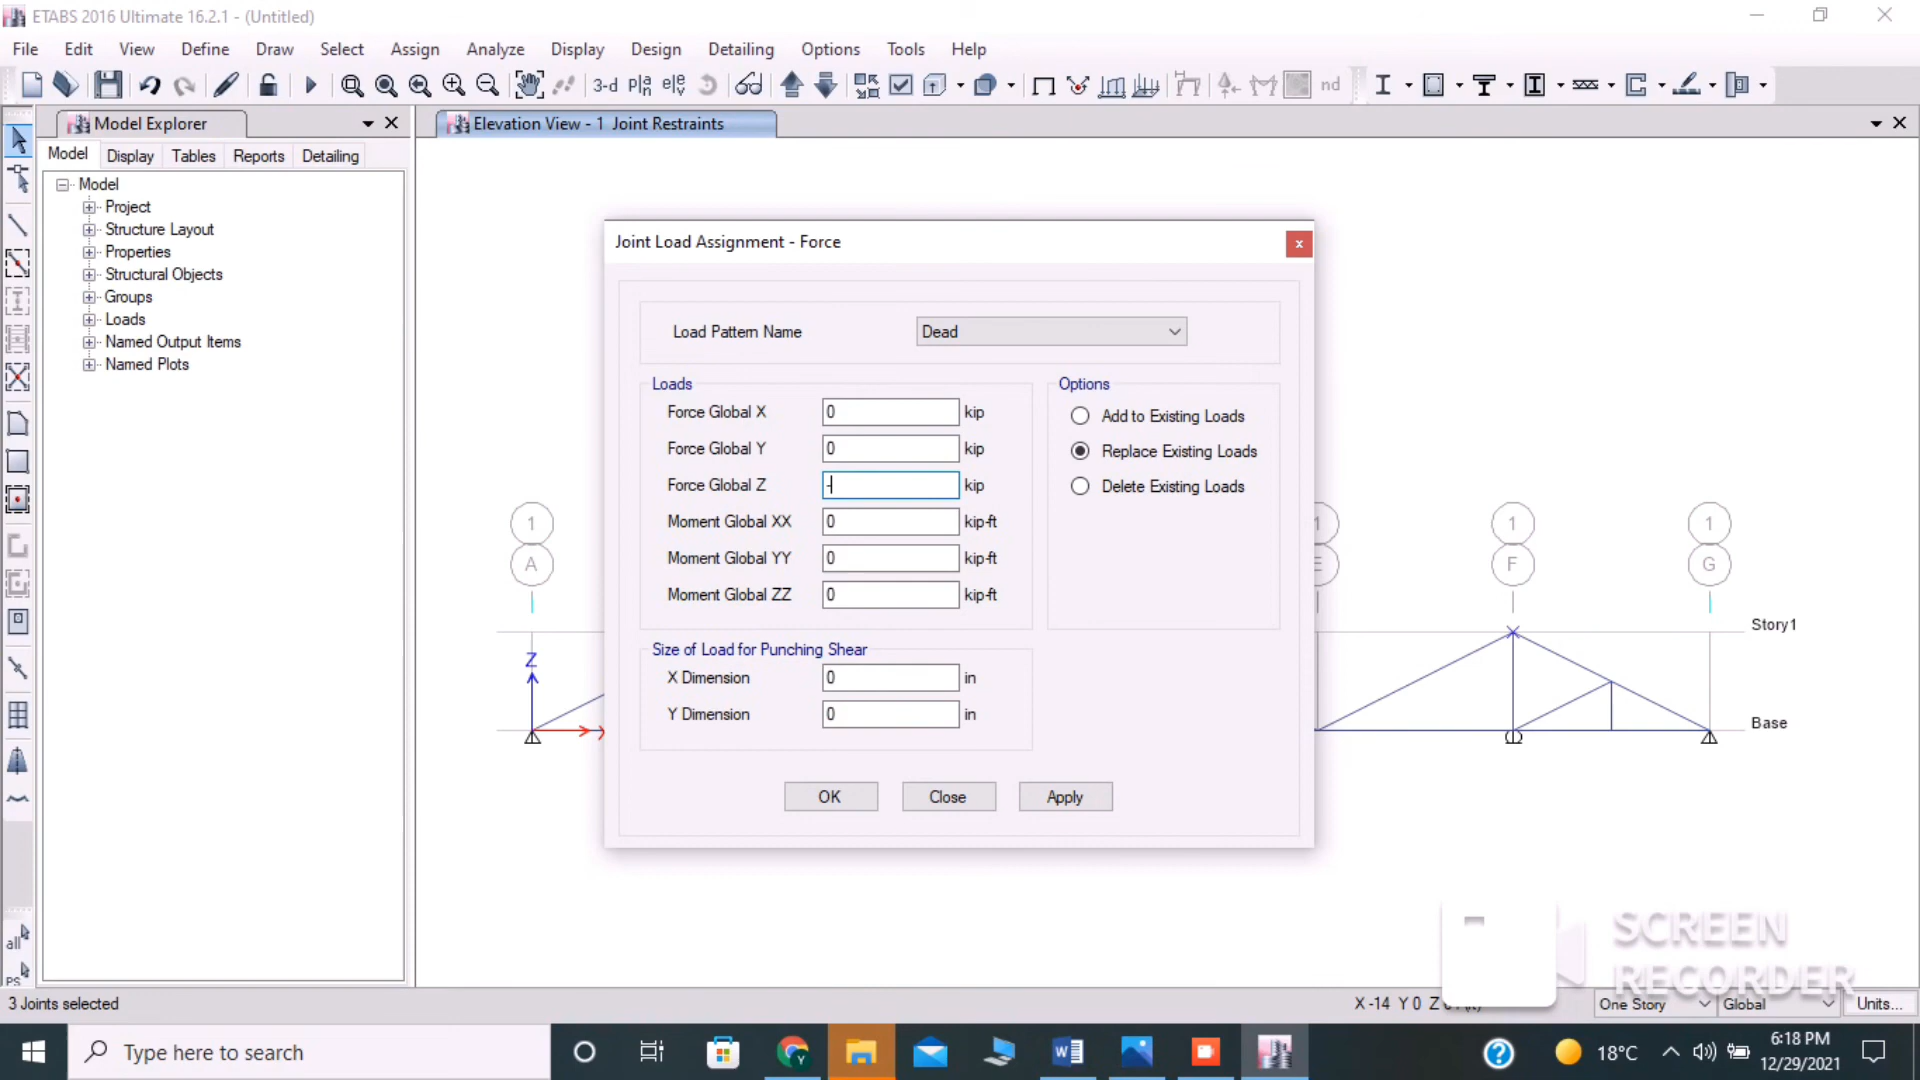 ETABS 2016 Ultimate 16.2.1 - (Untitled)
File Edit View Define Draw Select Assign Analyze Display Design Detailing Options Tools Help
3-d nd
Model Explorer
Elevation View - 1 Joint Restraints
Model Display Tables Reports Detailing
Model
Project
Structure Layout
Properties
Structural Objects
Groups
Loads
Named Output Items
Named Plots
Joint Load Assignment - Force
x
Load Pattern Name Dead
Loads
Options
Force Global X 0 kip
Add to Existing Loads
Force Global Y 0 kip
Replace Existing Loads
Force Global Z - kip
Delete Existing Loads
Moment Global XX 0 kip-ft
Moment Global YY 0 kip-ft
Moment Global ZZ 0 kip-ft
Size of Load for Punching Shear
X Dimension 0 in
Y Dimension 0 in
OK Close Apply
1 1 1 1
A E F G
Story1
Z
Base
all
PS
SCREEN
RECORDER
3 Joints selected
X -14 Y 0 Z
One Story Global Units...
Type here to search
18°C
6:18 PM
12/29/2021